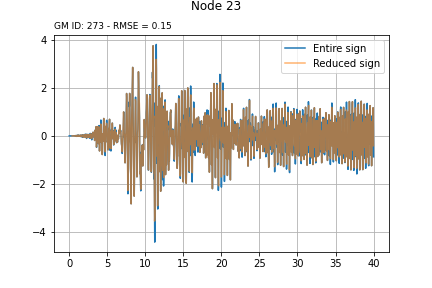 Node 23
GM ID: 273 - RMSE = 0.15
Entire sign
Reduced sign
4
2
0
−2
−4
0 5 10 15 20 25 30 35 40